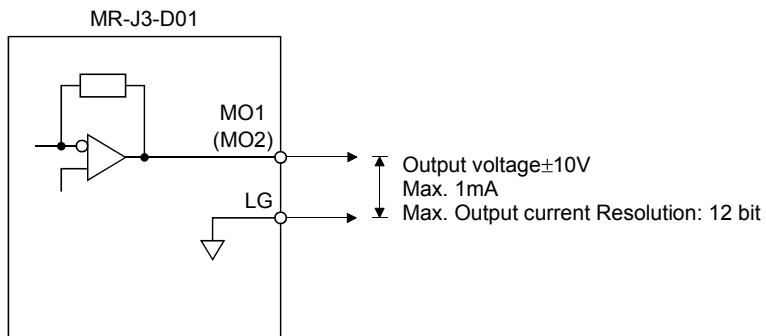 MR-J3-D01
MO1
(MO2)
LG
Output voltage±10V
Max. 1mA
Max. Output current Resolution: 12 bit